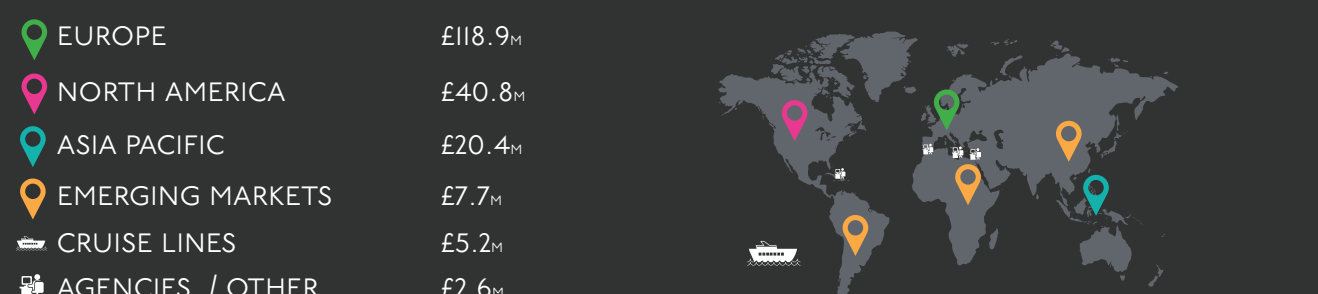 EUROPE £118.9M
NORTH AMERICA £40.8M
ASIA PACIFIC £20.4M
EMERGING MARKETS £7.7M
CRUISE LINES £5.2M
AGENCIES / OTHER £2.6M